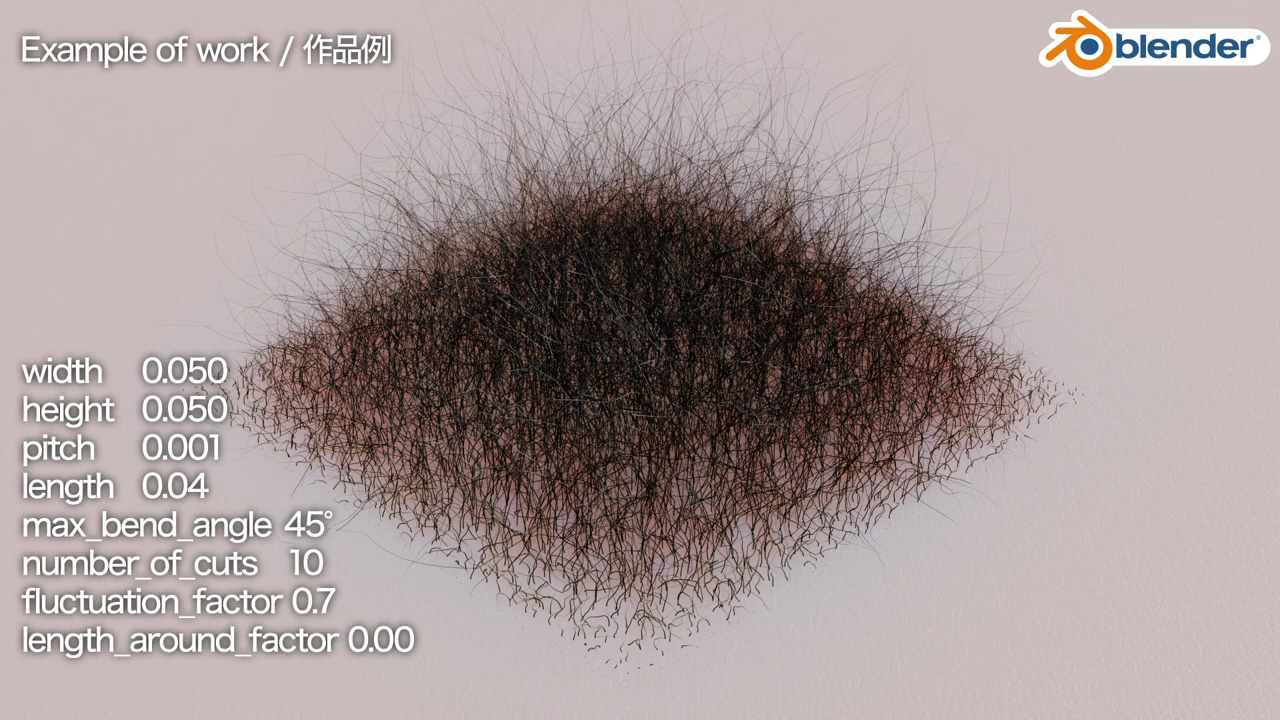 Example of work / 作品例
blender
width 0.050
height 0.050
pitch 0.001
length 0.04
max_bend_angle 45°
number_of_cuts 10
fluctuation_factor 0.7
length_around_factor 0.00